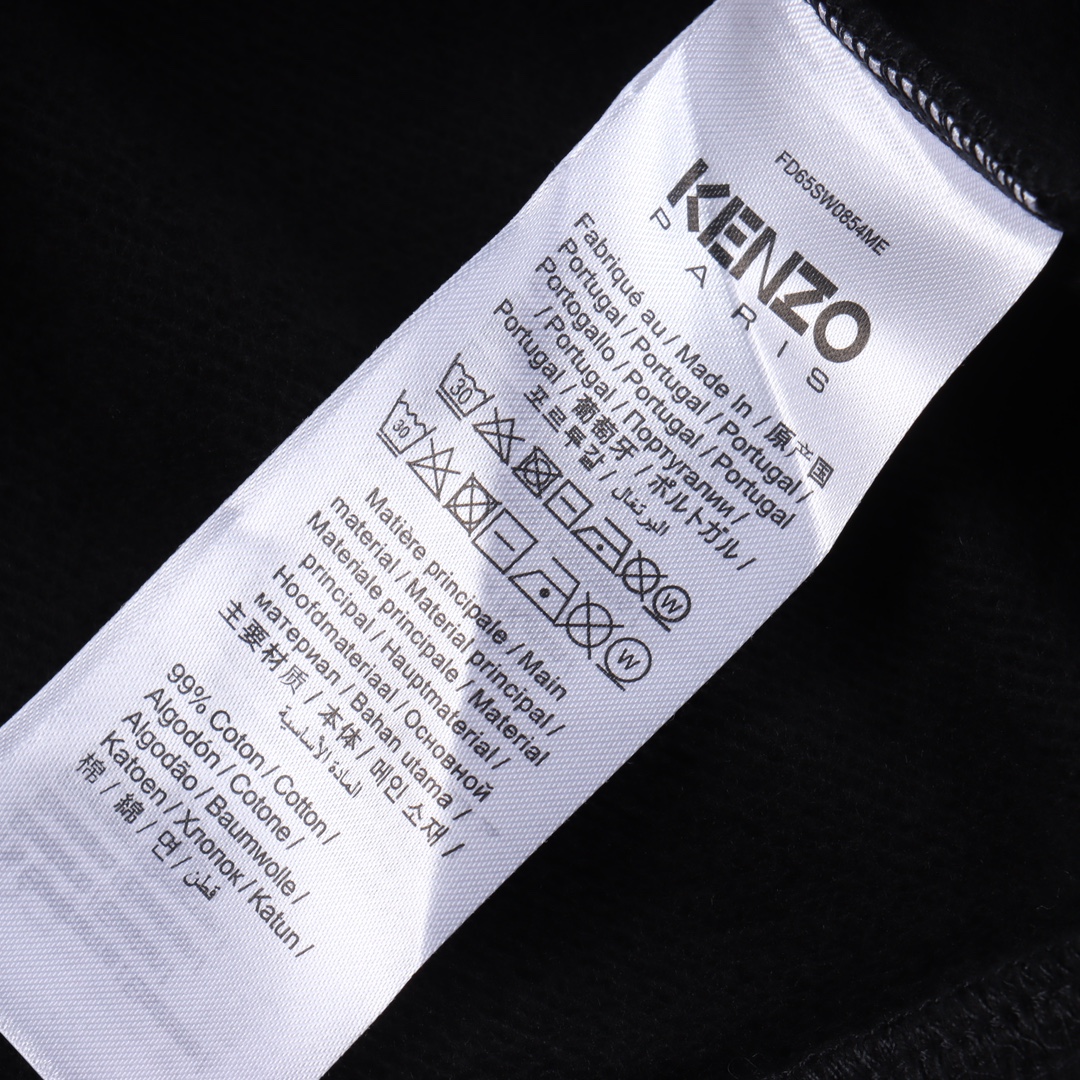 FD65SW0854ME
KENZO
PARIS
Fabriqué au / Made In / 原产国
Portugal / Portugal / Portugal /
Portogallo / Portugal / Portugal
/ Portugal / Португалии /
Portugal / 葡萄牙 / ポルトガル /
포르투갈 / البرتغال
30 W
30 W
Matière principale / Main
material / Material principal /
Materiale principale / Material
principal / Hauptmaterial /
Hoofdmateriaal / Основной
материал / Bahan utama /
主要材质 / 本体 / 메인 소재 /
المادة الأساسية
99% Coton / Cotton /
Algodón / Cotone /
Algodão / Baumwolle /
Katoen / Хлопок / Katun /
棉 / 綿 / 면 / قطن